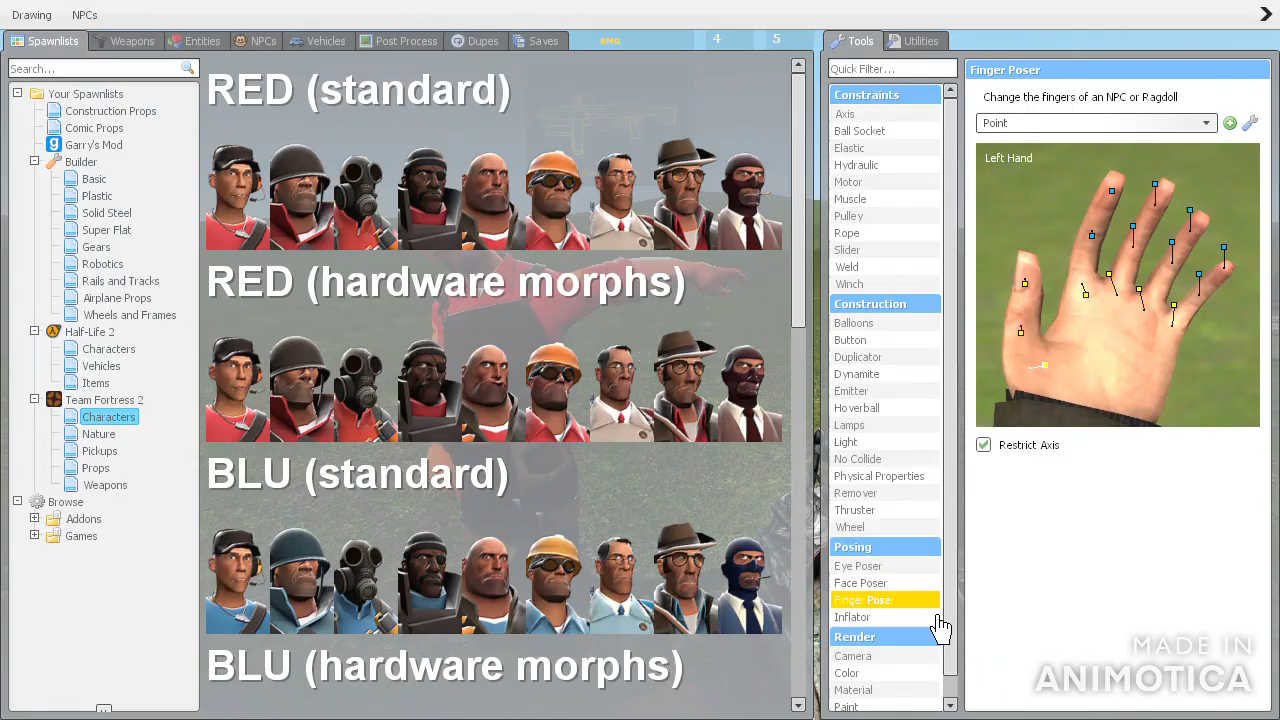 Drawing NPCs
Spawnlists Weapons Entities NPCs Vehicles Post Process Dupes Saves
ENG 4 5
Search...
Your Spawnlists
Construction Props
Comic Props
Garry's Mod
Builder
Basic
Plastic
Solid Steel
Super Flat
Gears
Robotics
Rails and Tracks
Airplane Props
Wheels and Frames
Half-Life 2
Characters
Vehicles
Items
Team Fortress 2
Characters
Nature
Pickups
Props
Weapons
Browse
Addons
Games
RED (standard)
RED (hardware morphs)
BLU (standard)
BLU (hardware morphs)
Tools Utilities
Quick Filter...
Constraints
Axis
Ball Socket
Elastic
Hydraulic
Motor
Muscle
Pulley
Rope
Slider
Weld
Winch
Construction
Balloons
Button
Duplicator
Dynamite
Emitter
Hoverball
Lamps
Light
No Collide
Physical Properties
Remover
Thruster
Wheel
Posing
Eye Poser
Face Poser
Finger Poser
Inflator
Render
Camera
Color
Material
Paint
Finger Poser
Change the fingers of an NPC or Ragdoll
Point
Left Hand
Restrict Axis
MADE IN
ANIMOTICA